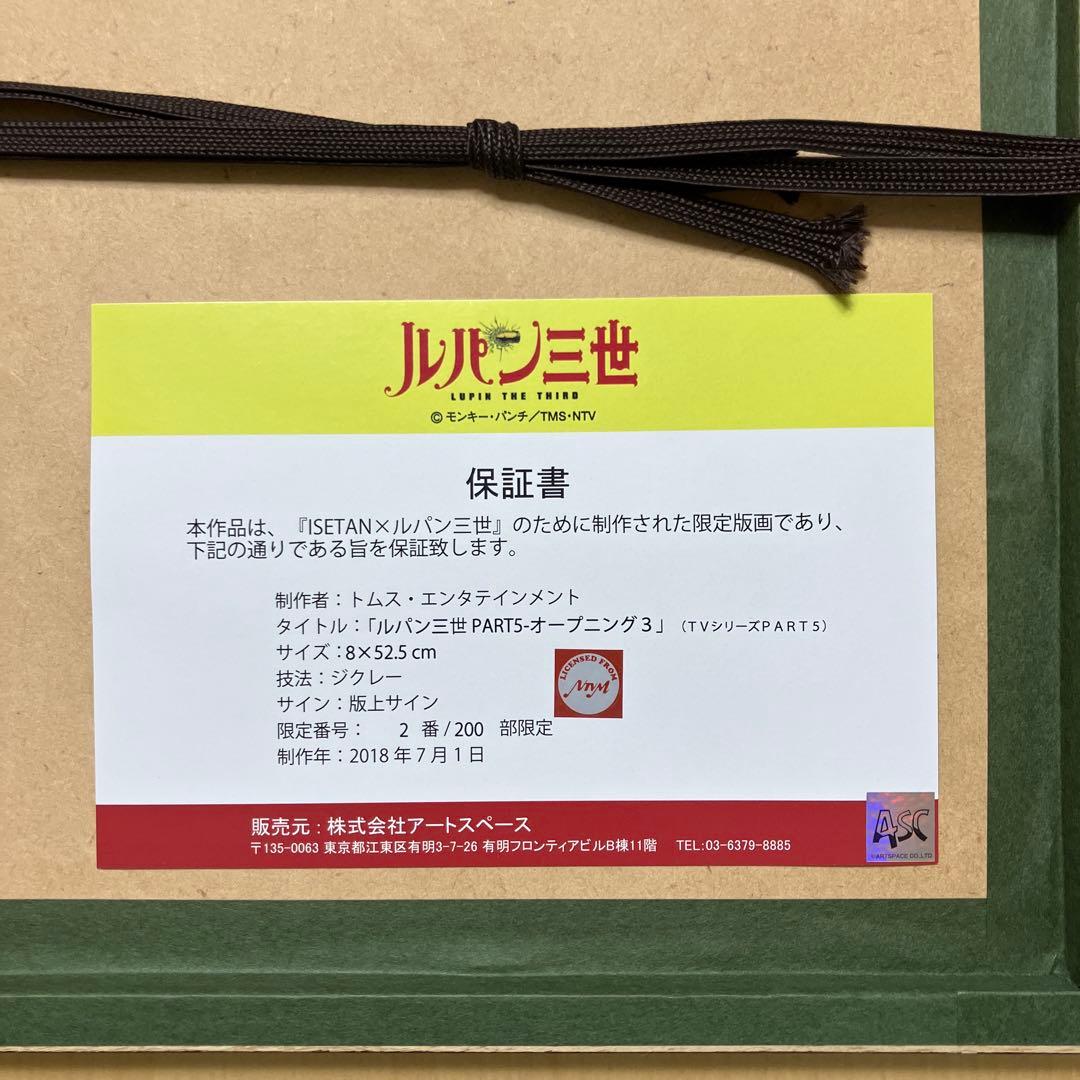 ルパン三世
LUPIN THE THIRD
© モンキー・パンチ／TMS・NTV
保証書
本作品は、『ISETAN×ルパン三世』のために制作された限定版画であり、
下記の通りである旨を保証致します。
制作者：トムス・エンタテインメント
タイトル：「ルパン三世 PART5-オープニング３」（ＴＶシリーズＰＡＲＴ５）
サイズ：8×52.5 cm
技法：ジクレー
サイン：版上サイン
限定番号： 2 番 / 200 部限定
制作年：2018 年 7 月 1 日
LICENSED FROM
NTVM
販売元：株式会社アートスペース
〒135-0063 東京都江東区有明3-7-26 有明フロンティアビルB棟11階 TEL:03-6379-8885
ASC
©ARTSPACE CO.,LTD